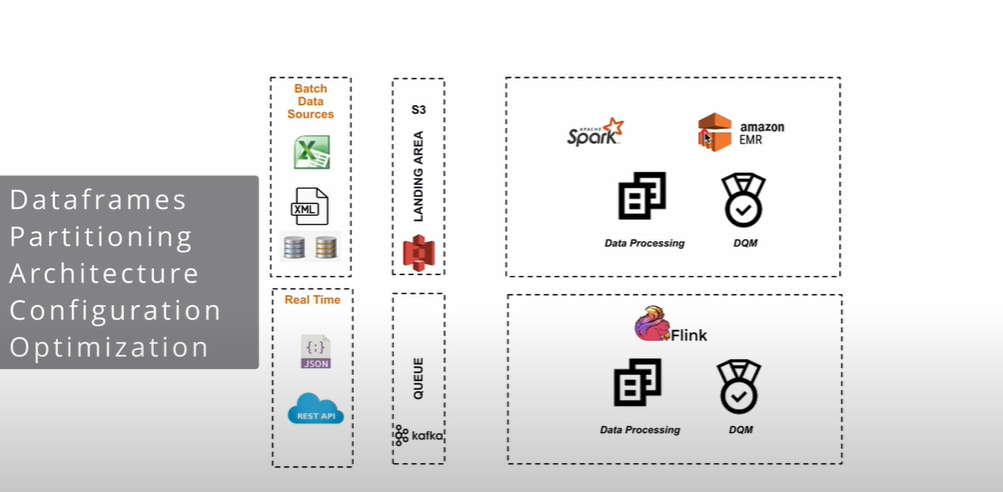 Dataframes
Partitioning
Architecture
Configuration
Optimization
Batch
Data
Sources
XML
S3
LANDING AREA
APACHE
Spark
amazon
EMR
Data Processing
DQM
Real Time
{:}
JSON
REST API
QUEUE
kafka
Flink
Data Processing
DQM